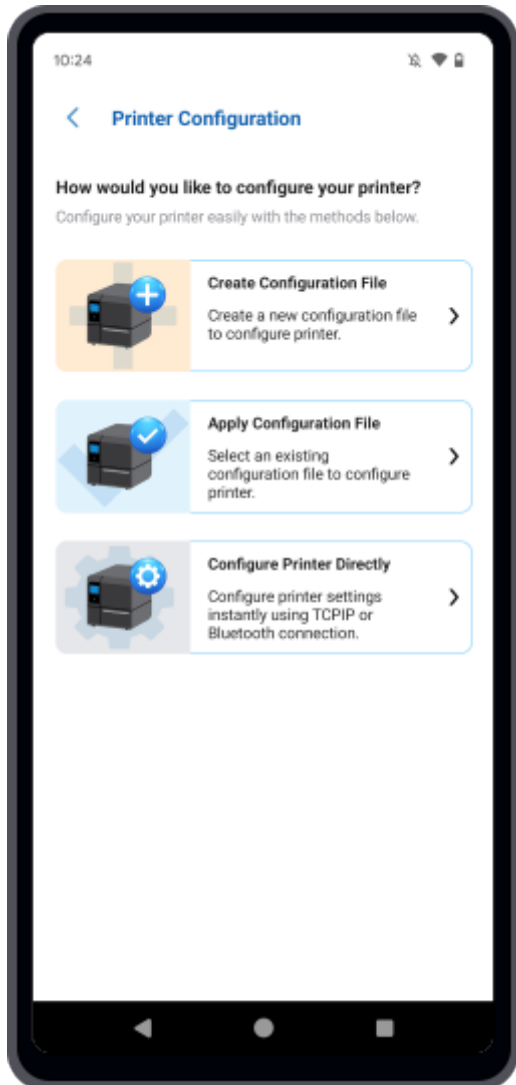 10:24
Printer Configuration
How would you like to configure your printer?
Configure your printer easily with the methods below.
Create Configuration File
Create a new configuration file
to configure printer.
Apply Configuration File
Select an existing
configuration file to configure
printer.
Configure Printer Directly
Configure printer settings
instantly using TCPIP or
Bluetooth connection.